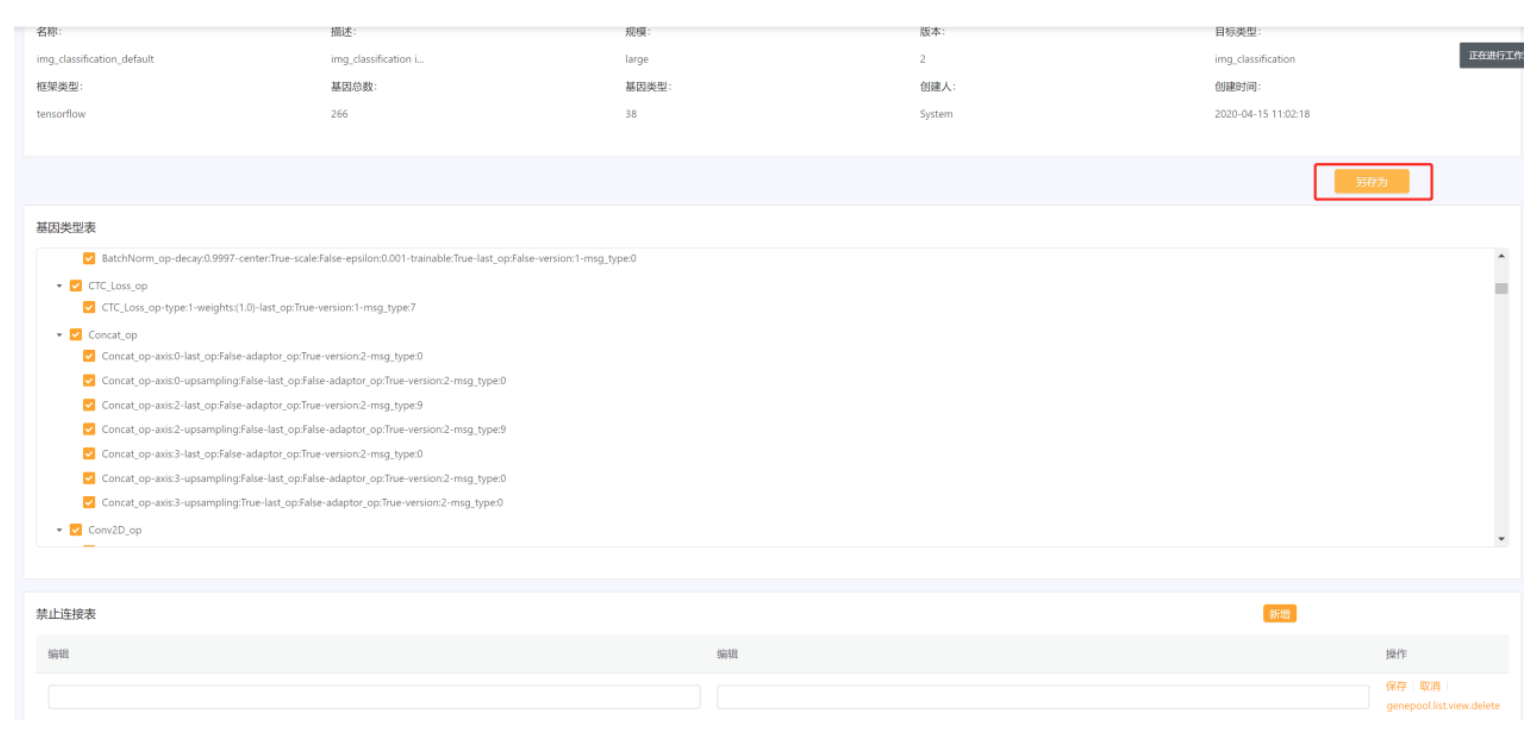 名称： 描述： 规模： 版本： 目标类型：
img_classification_default img_classification i... large 2 img_classification
正在进行工作
框架类型： 基因总数： 基因类型： 创建人： 创建时间：
tensorflow 266 38 System 2020-04-15 11:02:18
另存为
基因类型表
BatchNorm_op-decay:0.9997-center:True-scale:False-epsilon:0.001-trainable:True-last_op:False-version:1-msg_type:0
CTC_Loss_op
CTC_Loss_op-type:1-weights:(1.0)-last_op:True-version:1-msg_type:7
Concat_op
Concat_op-axis:0-last_op:False-adaptor_op:True-version:2-msg_type:0
Concat_op-axis:0-upsampling:False-last_op:False-adaptor_op:True-version:2-msg_type:0
Concat_op-axis:2-last_op:False-adaptor_op:True-version:2-msg_type:9
Concat_op-axis:2-upsampling:False-last_op:False-adaptor_op:True-version:2-msg_type:9
Concat_op-axis:3-last_op:False-adaptor_op:True-version:2-msg_type:0
Concat_op-axis:3-upsampling:False-last_op:False-adaptor_op:True-version:2-msg_type:0
Concat_op-axis:3-upsampling:True-last_op:False-adaptor_op:True-version:2-msg_type:0
Conv2D_op
禁止连接表 新增
编辑 编辑 操作
保存 取消
genepool.list.view.delete